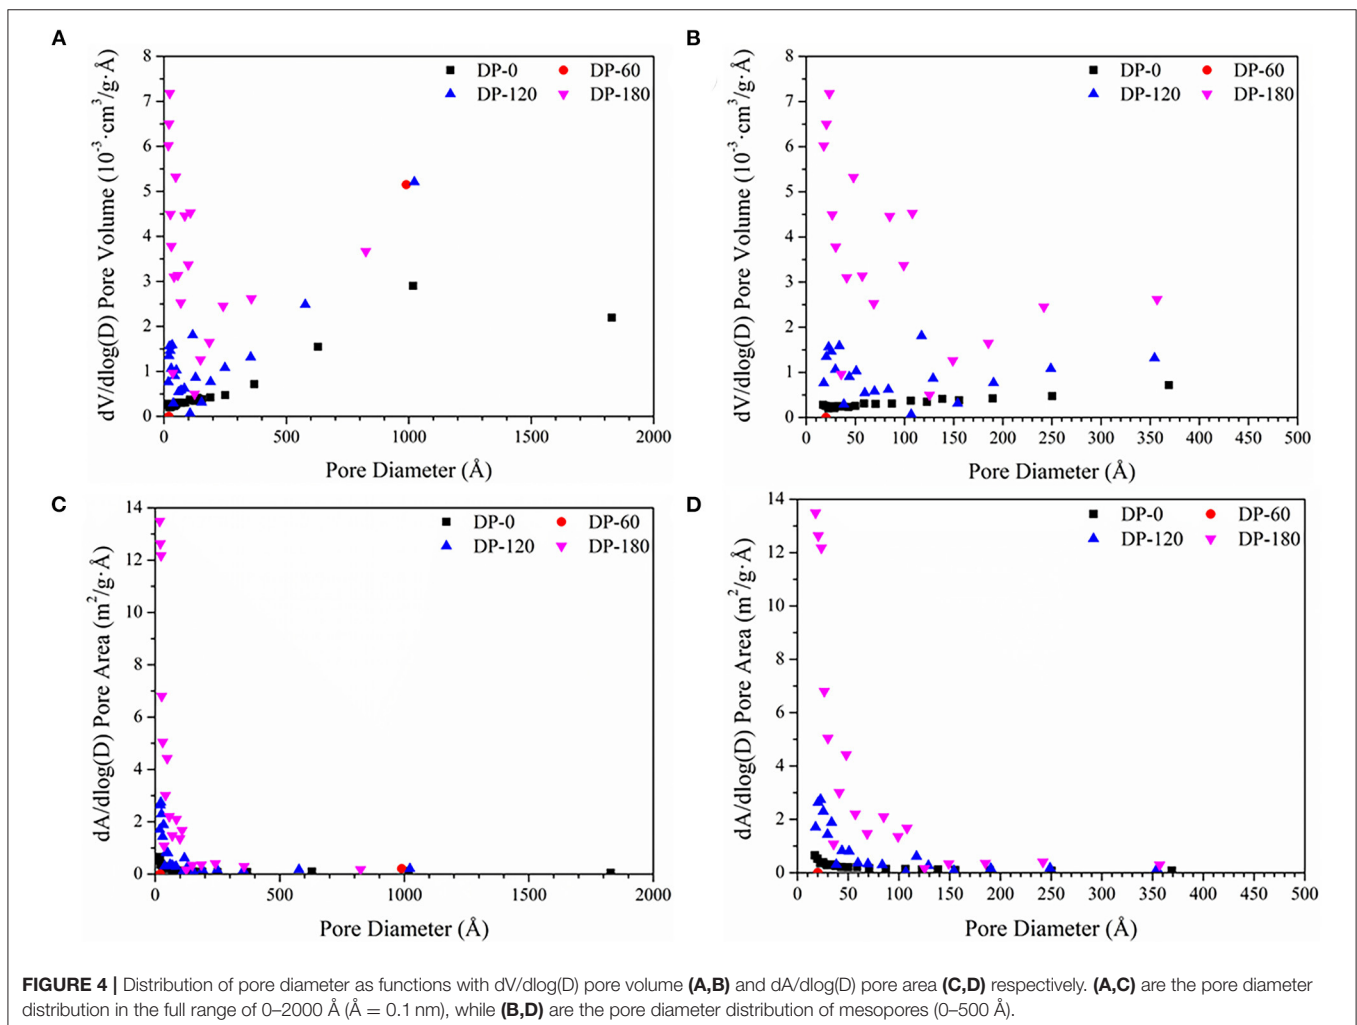 A
dV/dlog(D) Pore Volume (10⁻³·cm³/g·Å)
8
7
6
5
4
3
2
1
0
DP-0 DP-60
DP-120 DP-180
0 500 1000 1500 2000
Pore Diameter (Å)
B
dV/dlog(D) Pore Volume (10⁻³·cm³/g·Å)
8
7
6
5
4
3
2
1
0
DP-0 DP-60
DP-120 DP-180
0 50 100 150 200 250 300 350 400 450 500
Pore Diameter (Å)
C
dA/dlog(D) Pore Area (m²/g·Å)
14
12
10
8
6
4
2
0
DP-0 DP-60
DP-120 DP-180
0 500 1000 1500 2000
Pore Diameter (Å)
D
dA/dlog(D) Pore Area (m²/g·Å)
14
12
10
8
6
4
2
0
DP-0 DP-60
DP-120 DP-180
0 50 100 150 200 250 300 350 400 450 500
Pore Diameter (Å)
FIGURE 4 | Distribution of pore diameter as functions with dV/dlog(D) pore volume (A,B) and dA/dlog(D) pore area (C,D) respectively. (A,C) are the pore diameter
distribution in the full range of 0–2000 Å (Å = 0.1 nm), while (B,D) are the pore diameter distribution of mesopores (0–500 Å).